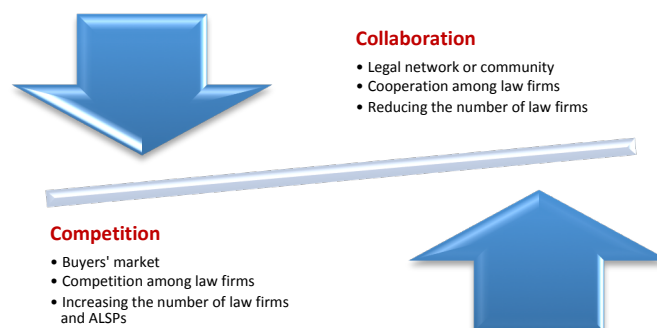 Collaboration
• Legal network or community
• Cooperation among law firms
• Reducing the number of law firms
Competition
• Buyers' market
• Competition among law firms
• Increasing the number of law firms
and ALSPs